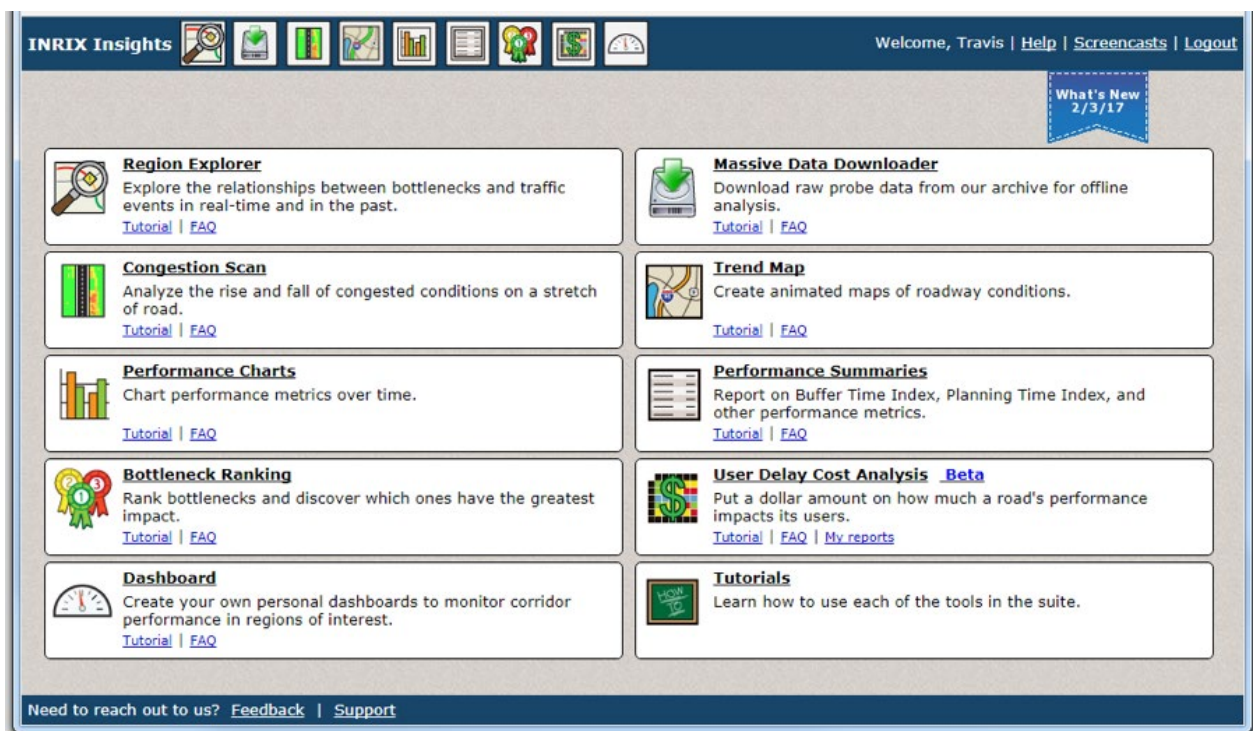 INRIX Insights
Welcome, Travis | Help | Screencasts | Logout
What's New
2/3/17
Region Explorer
Explore the relationships between bottlenecks and traffic
events in real-time and in the past.
Tutorial | FAQ
Massive Data Downloader
Download raw probe data from our archive for offline
analysis.
Tutorial | FAQ
Congestion Scan
Analyze the rise and fall of congested conditions on a stretch
of road.
Tutorial | FAQ
Trend Map
Create animated maps of roadway conditions.
Tutorial | FAQ
Performance Charts
Chart performance metrics over time.
Tutorial | FAQ
Performance Summaries
Report on Buffer Time Index, Planning Time Index, and
other performance metrics.
Tutorial | FAQ
Bottleneck Ranking
Rank bottlenecks and discover which ones have the greatest
impact.
Tutorial | FAQ
User Delay Cost Analysis Beta
Put a dollar amount on how much a road's performance
impacts its users.
Tutorial | FAQ | My reports
Dashboard
Create your own personal dashboards to monitor corridor
performance in regions of interest.
Tutorial | FAQ
HOW
TO
Tutorials
Learn how to use each of the tools in the suite.
Need to reach out to us? Feedback | Support